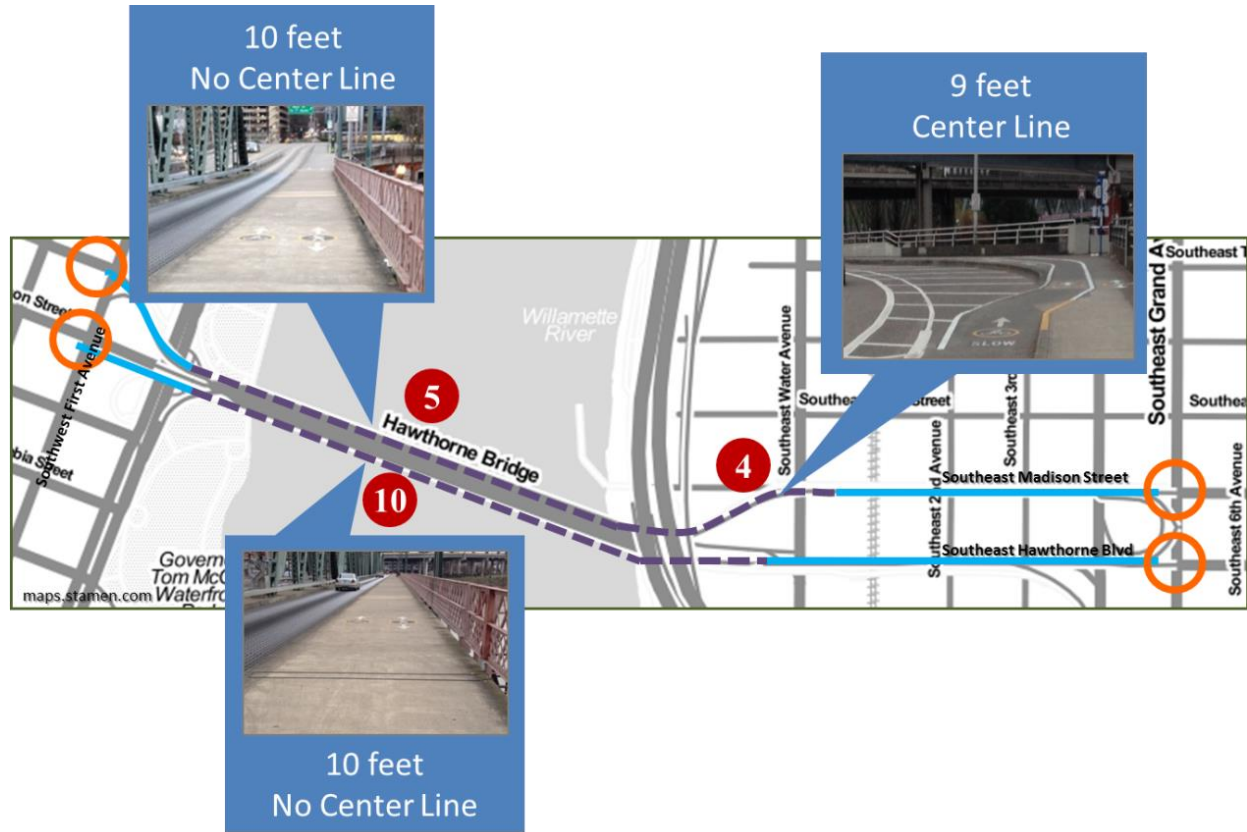 10 feet
No Center Line
9 feet
Center Line
SLOW
on Street
Southwest First Avenue
bia Street
Willamette
River
5
Hawthorne Bridge
10
4
Southeast Water Avenue
Southeast
Street
Southeast 2nd Avenue
Southeast 3rd
Southeast Grand Av
Southeast T
Southeast
Southeast Madison Street
Southeast Hawthorne Blvd
Southeast 6th Avenue
Govern
Tom McC
Waterfro
maps.stamen.com
10 feet
No Center Line